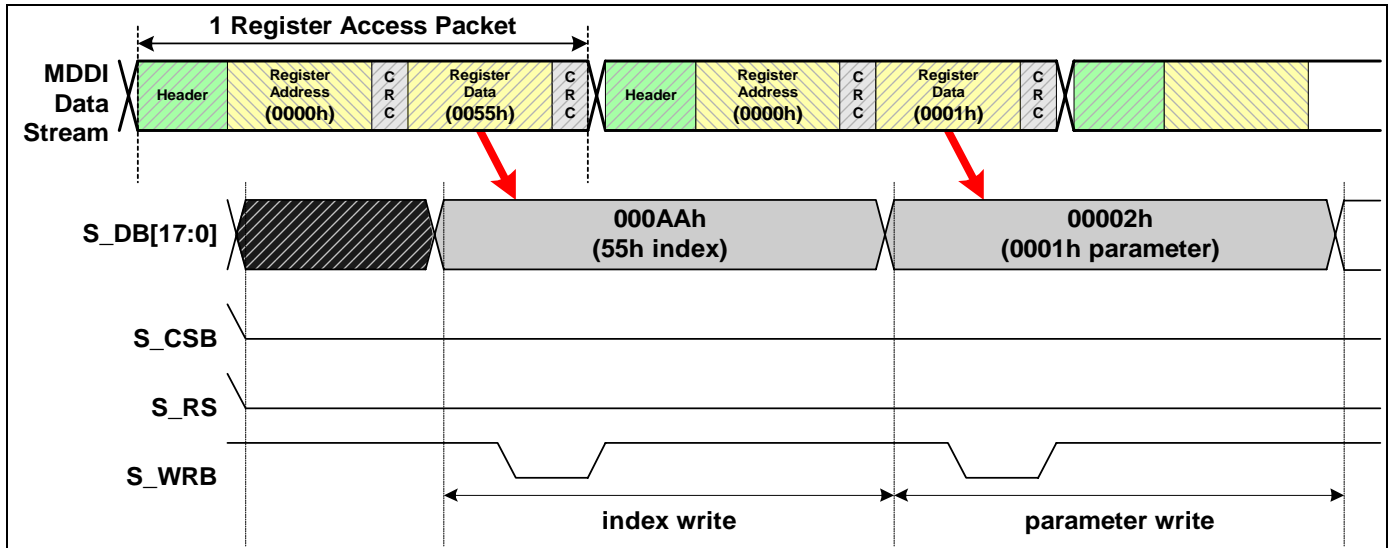 1 Register Access Packet
MDDI
Data
Stream
Header
Register
Address
(0000h)
C
R
C
Register
Data
(0055h)
C
R
C
Header
Register
Address
(0000h)
C
R
C
Register
Data
(0001h)
C
R
C
S_DB[17:0]
000AAh
(55h index)
00002h
(0001h parameter)
S_CSB
S_RS
S_WRB
index write
parameter write